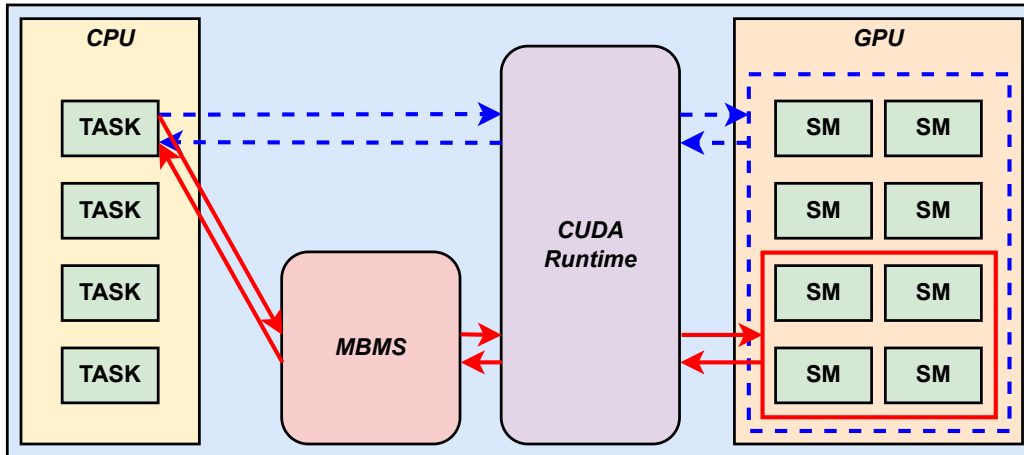 CPU
GPU
TASK
SM SM
TASK
SM SM
CUDA
Runtime
TASK
SM SM
MBMS
TASK
SM SM